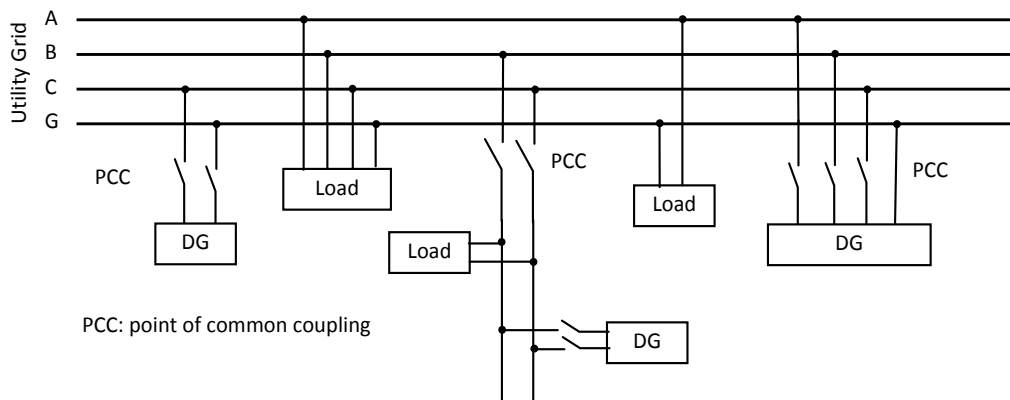 Utility Grid
A
B
C
G
PCC
DG
Load
PCC
Load
Load
PCC
DG
DG
PCC: point of common coupling